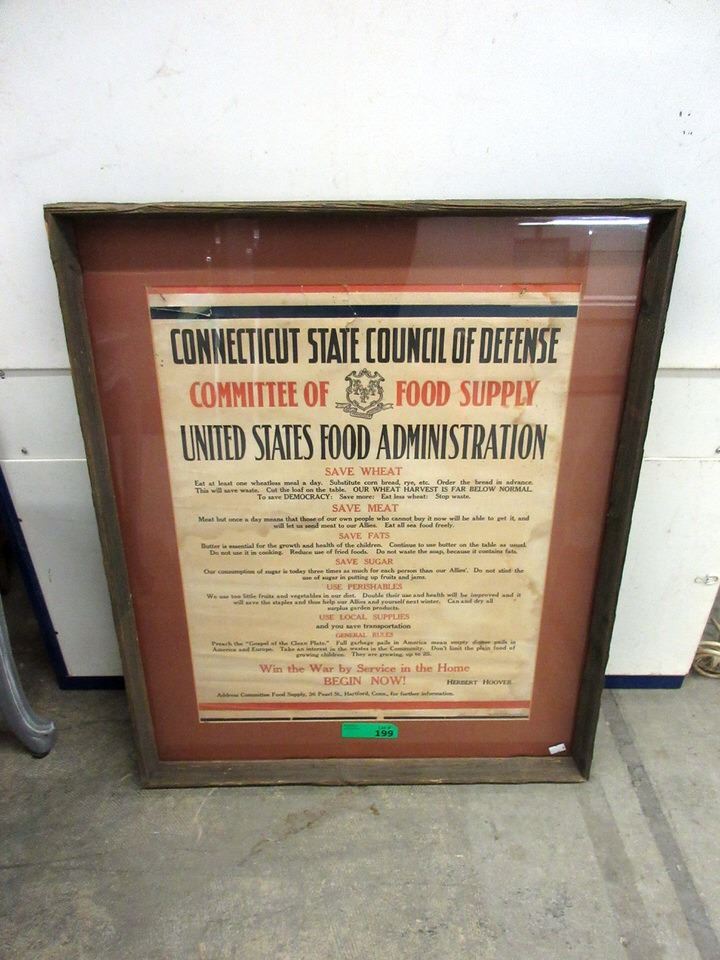 CONNECTICUT STATE COUNCIL OF DEFENSE
COMMITTEE OF FOOD SUPPLY
UNITED STATES FOOD ADMINISTRATION
SAVE WHEAT
Eat at least one wheatless meal a day. Substitute corn bread, rye, etc. Order the bread in advance.
This will save waste. Cut the loaf on the table. OUR WHEAT HARVEST IS FAR BELOW NORMAL.
To save DEMOCRACY: Save more: Eat less wheat: Stop waste.
SAVE MEAT
Meat but once a day means that those of our own people who cannot buy it now will be able to get it, and
will let us send meat to our Allies. Eat all sea food freely.
SAVE FATS
Butter is essential for the growth and health of the children. Continue to use butter on the table as usual.
Do not use it in cooking. Reduce use of fried foods. Do not waste the soap, because it contains fats.
SAVE SUGAR
Our consumption of sugar is today three times as much for each person than our Allies'. Do not stint the
use of sugar in putting up fruits and jams.
USE PERISHABLES
We use too little fruits and vegetables in our diet. Double their use and health will be improved and it
will save the staples and thus help our Allies and yourself next winter. Can and dry all
surplus garden products.
USE LOCAL SUPPLIES
and you save transportation
GENERAL RULES
Preach the "Gospel of the Clean Plate." Full garbage pails in America mean empty dinner pails in
America and Europe. Take an interest in the wastes in the Community. Don't limit the plain food of
growing children. They are growing, up to 25.
Win the War by Service in the Home
BEGIN NOW!
HERBERT HOOVER
Address Committee Food Supply, 36 Pearl St., Hartford, Conn., for further information.
Lot #
199